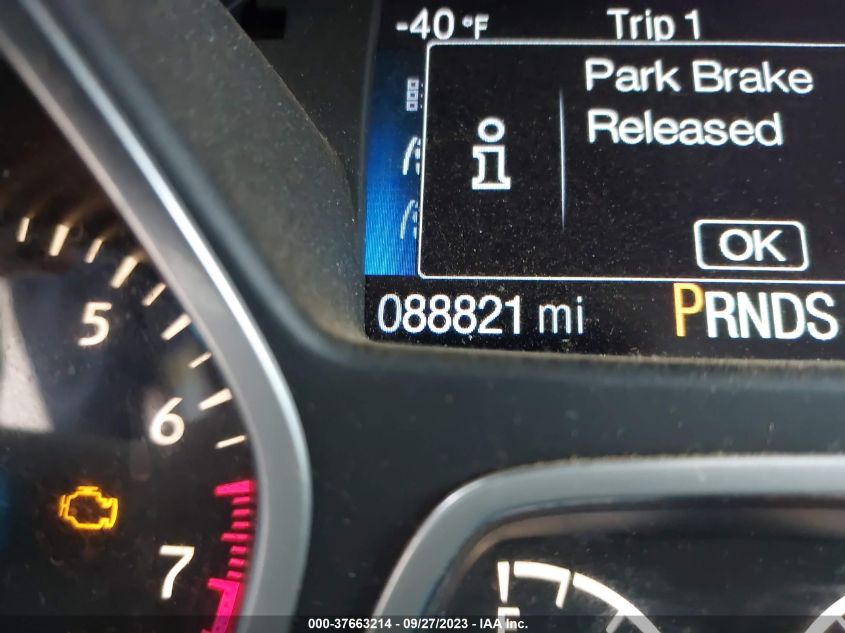 -40 °F Trip 1
Park Brake
Released
OK
088821 mi PRNDS
5
6
7
F
000-37663214 - 09/27/2023 - IAA Inc.